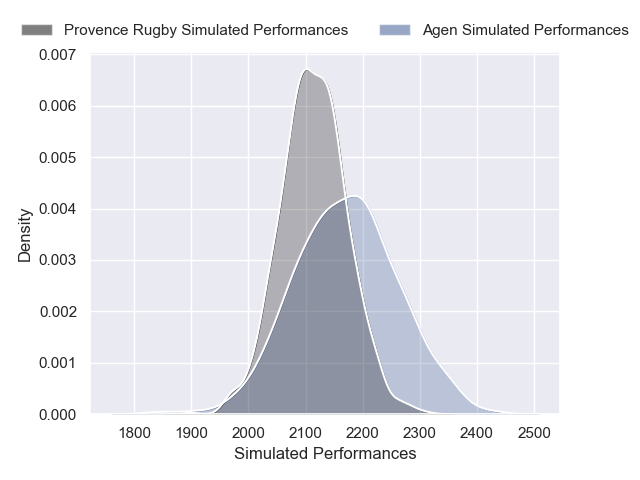 Provence Rugby Simulated Performances Agen Simulated Performances
0.007
0.006
0.005
0.004
0.003
0.002
0.001
0.000
Density
1800 1900 2000 2100 2200 2300 2400 2500
Simulated Performances